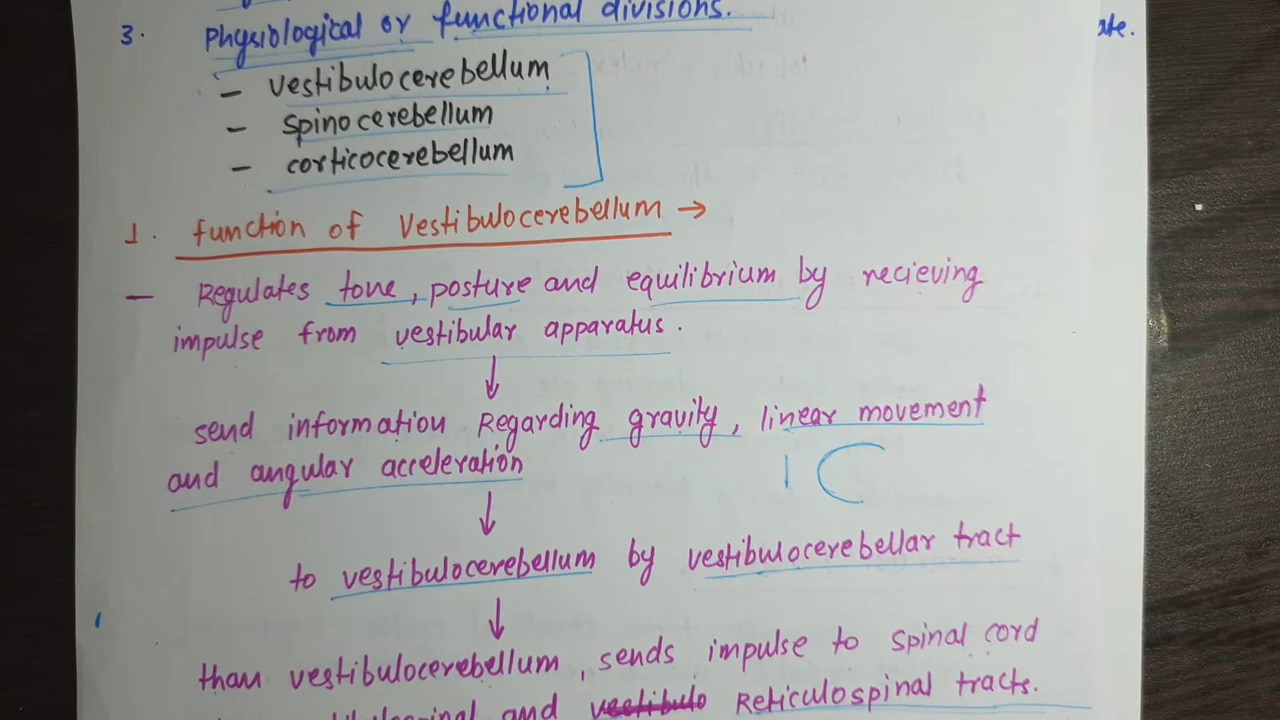 3. Physiological or functional divisions.
ate.
- vestibulocerebellum
- spinocerebellum
- corticocerebellum
1. function of Vestibulocerebellum →
- Regulates tone, posture and equilibrium by recieving
impulse from vestibular apparatus.
↓
send information Regarding gravity, linear movement
and angular acceleration
↓
to vestibulocerebellum by vestibulocerebellar tract
↓
than vestibulocerebellum, sends impulse to spinal cord
and Reticulospinal tracts.